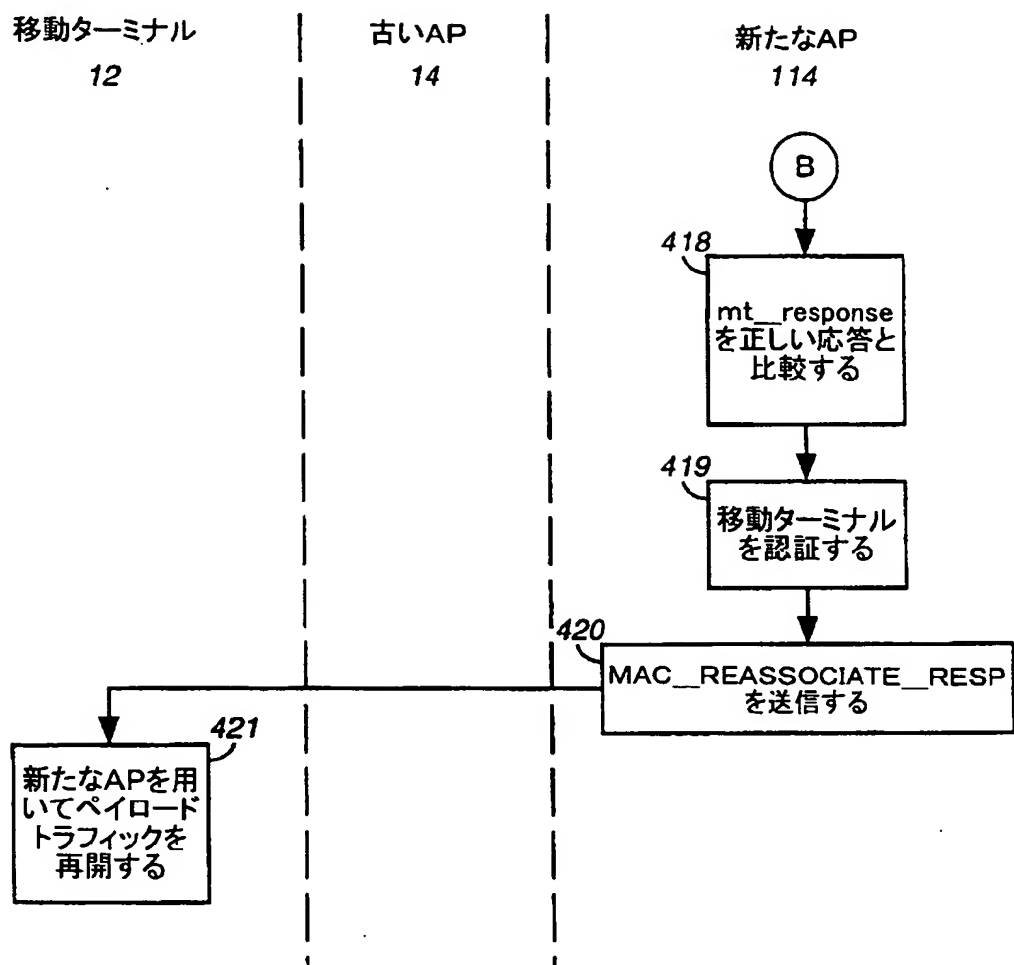 移動ターミナル
12
古いAP
14
新たなAP
114
B
418
mt__response
を正しい応答と
比較する
419
移動ターミナル
を認証する
420
MAC__REASSOCIATE__RESP
を送信する
421
新たなAPを用
いてペイロード
トラフィックを
再開する